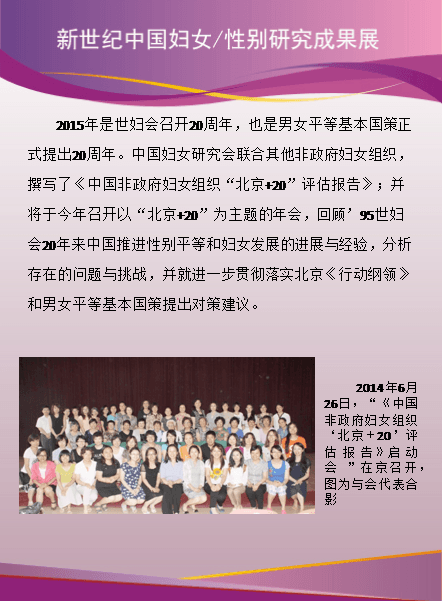 新世纪中国妇女/性别研究成果展
2015年是世妇会召开20周年，也是男女平等基本国策正
式提出20周年。中国妇女研究会联合其他非政府妇女组织，
撰写了《中国非政府妇女组织“北京+20”评估报告》；并
将于今年召开以“北京+20”为主题的年会，回顾’95世妇
会20年来中国推进性别平等和妇女发展的进展与经验，分析
存在的问题与挑战，并就进一步贯彻落实北京《行动纲领》
和男女平等基本国策提出对策建议。
2014年6月
26日，“《中国
非政府妇女组织
‘北京＋20’评
估报告》启动
会”在京召开，
图为与会代表合
影